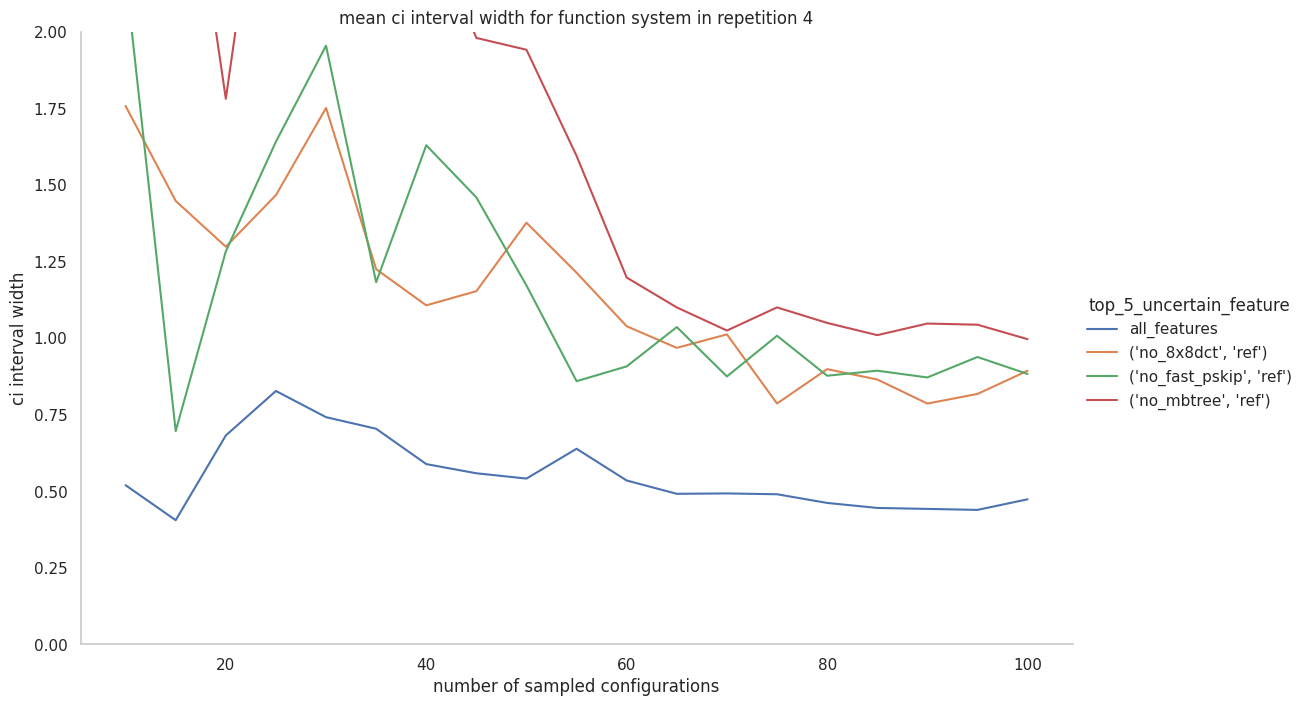 mean ci interval width for function system in repetition 4
2.00
1.75
1.50
1.25
1.00
0.75
0.50
0.25
0.00
ci interval width
20
40
60
80
100
number of sampled configurations
top_5_uncertain_feature
all_features
('no_8x8dct', 'ref')
('no_fast_pskip', 'ref')
('no_mbtree', 'ref')